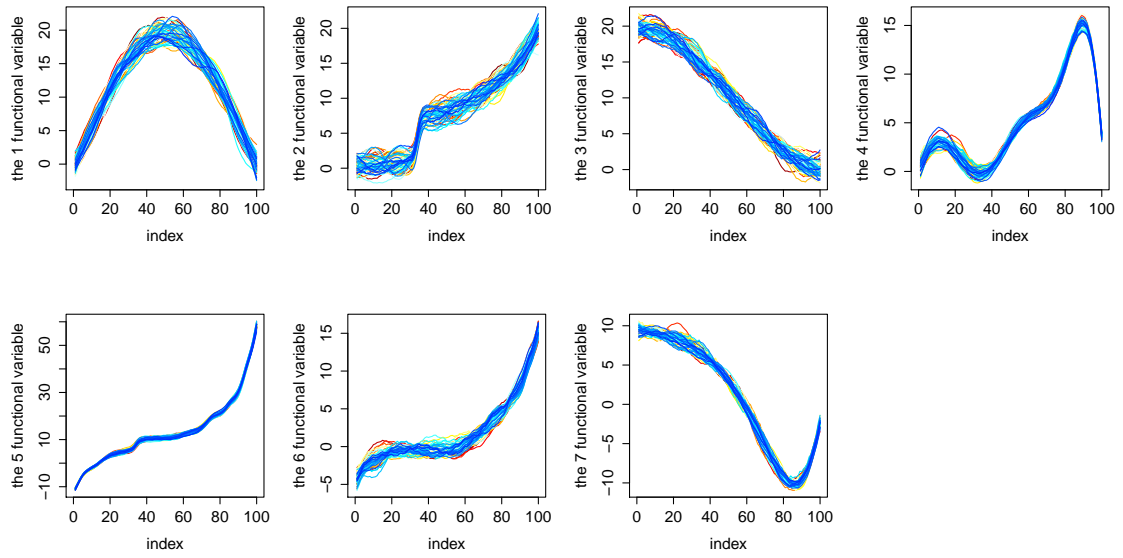 the 1 functional variable
20
15
10
5
0
0 20 40 60 80 100
index
the 2 functional variable
20
15
10
5
0
0 20 40 60 80 100
index
the 3 functional variable
20
15
10
5
0
0 20 40 60 80 100
index
the 4 functional variable
15
10
5
0
0 20 40 60 80 100
index
the 5 functional variable
50
30
10
−10
0 20 40 60 80 100
index
the 6 functional variable
15
10
5
0
−5
0 20 40 60 80 100
index
the 7 functional variable
10
5
0
−5
−10
0 20 40 60 80 100
index